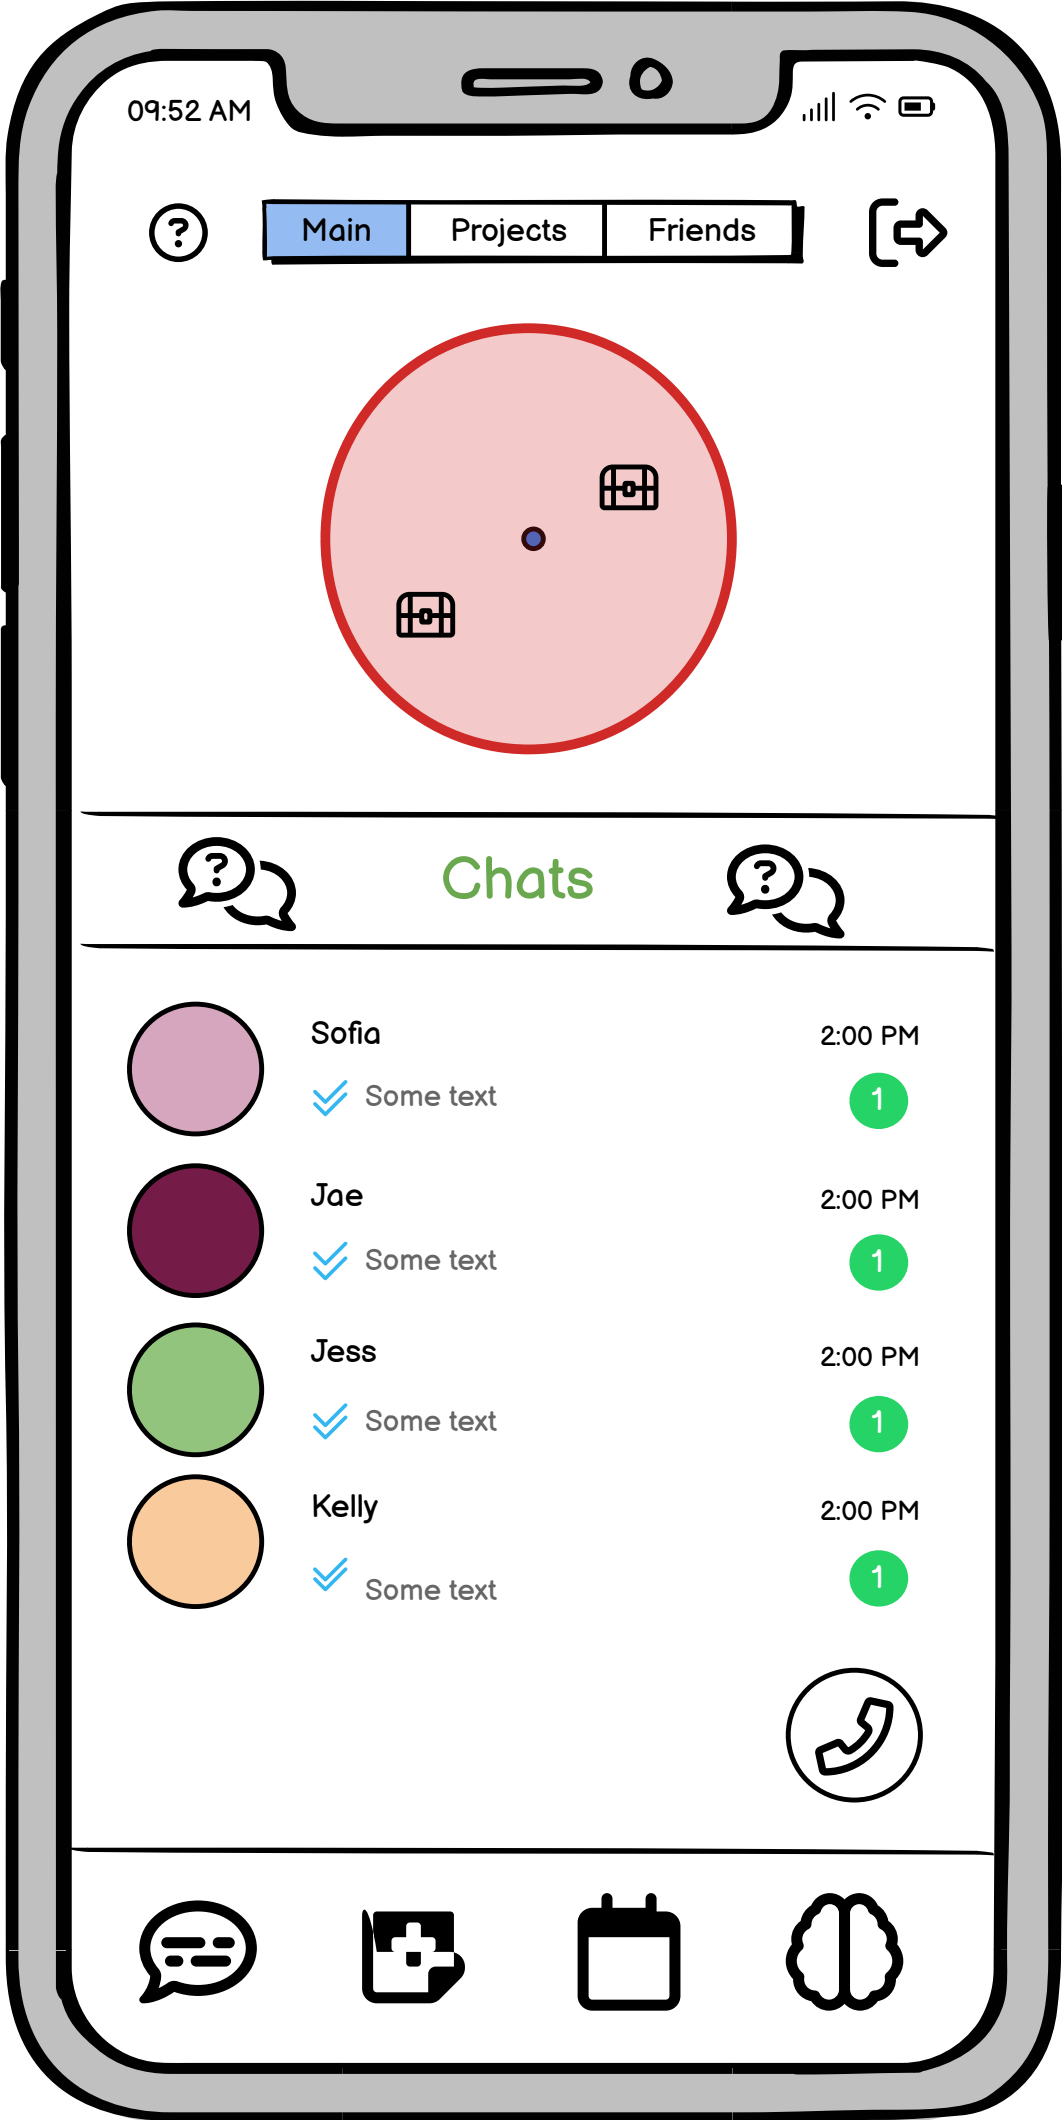 09:52 AM
? Main Projects Friends
? Chats ?
Sofia 2:00 PM
Some text 1
Jae 2:00 PM
Some text 1
Jess 2:00 PM
Some text 1
Kelly 2:00 PM
Some text 1